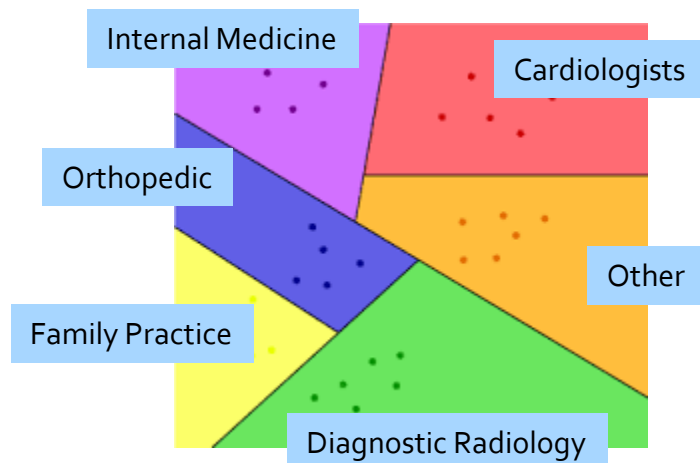 Internal Medicine
Cardiologists
Orthopedic
Other
Family Practice
Diagnostic Radiology